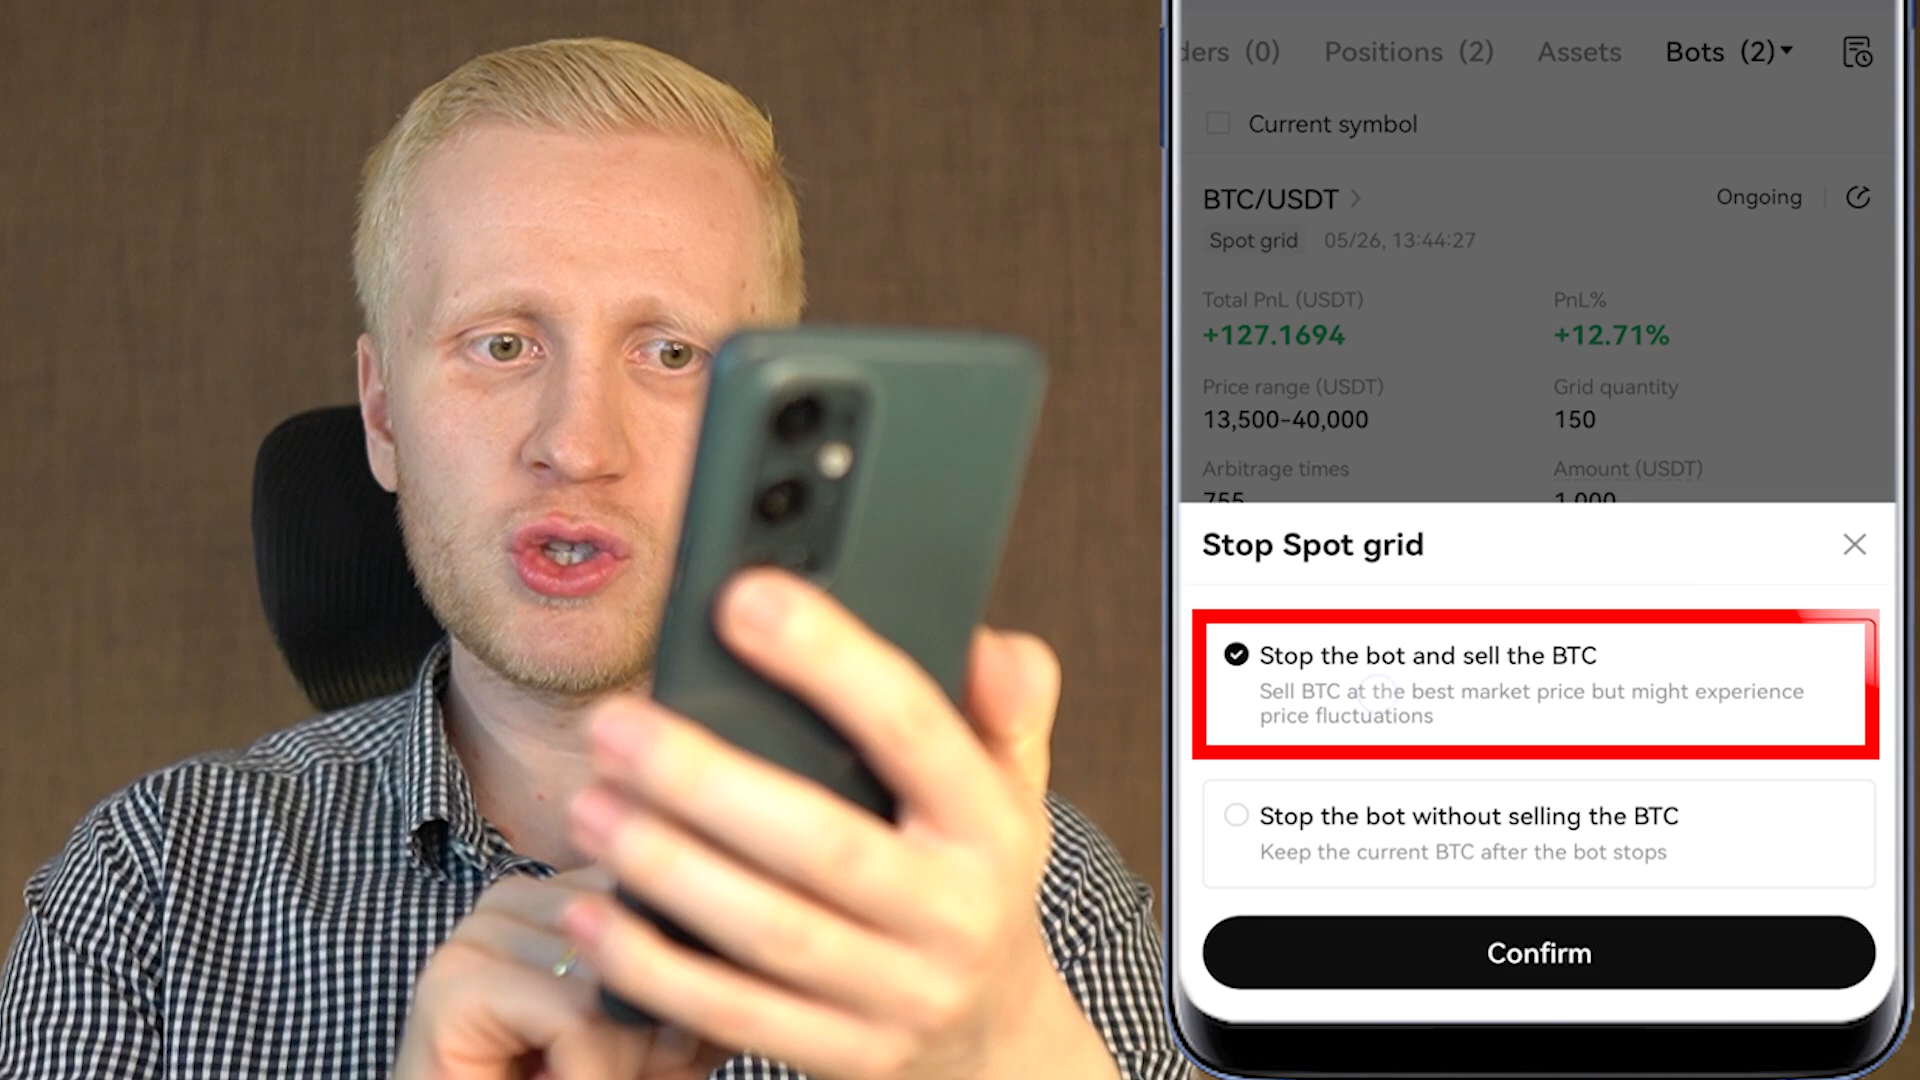 ders (0) Positions (2) Assets Bots (2)
Current symbol
BTC/USDT Ongoing
Spot grid 05/26, 13:44:27
Total PnL (USDT) PnL%
+127.1694 +12.71%
Price range (USDT) Grid quantity
13,500-40,000 150
Arbitrage times Amount (USDT)
755 1,000
Stop Spot grid
Stop the bot and sell the BTC
Sell BTC at the best market price but might experience
price fluctuations
Stop the bot without selling the BTC
Keep the current BTC after the bot stops
Confirm